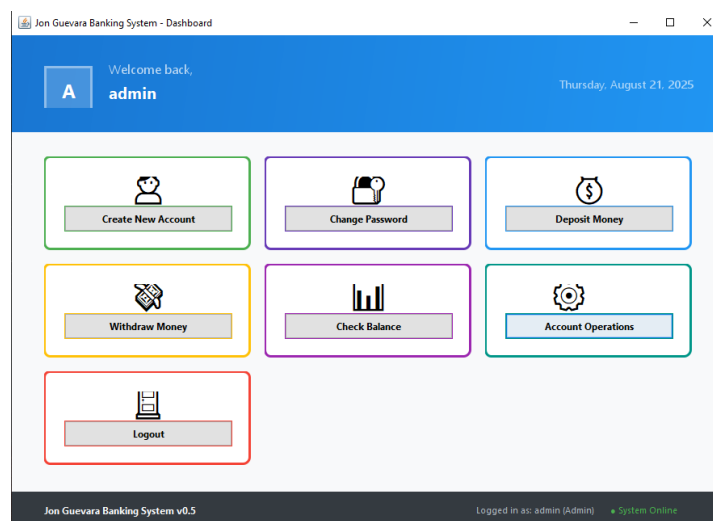 Jon Guevara Banking System - Dashboard
A
Welcome back,
admin
Thursday, August 21, 2025
Create New Account
Change Password
Deposit Money
Withdraw Money
Check Balance
Account Operations
Logout
Jon Guevara Banking System v0.5
Logged in as: admin (Admin)
● System Online